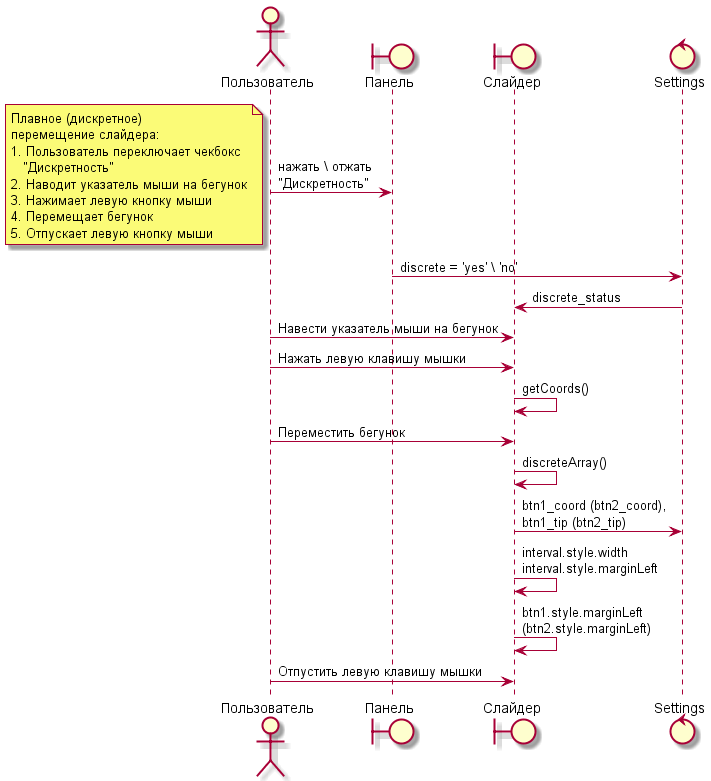 Пользователь
Панель
Слайдер
Settings
Плавное (дискретное)
перемещение слайдера:
1. Пользователь переключает чекбокс
"Дискретность"
2. Наводит указатель мыши на бегунок
3. Нажимает левую кнопку мыши
4. Перемещает бегунок
5. Отпускает левую кнопку мыши
нажать \ отжать
"Дискретность"
discrete = 'yes' \ 'no'
discrete_status
Навести указатель мыши на бегунок
Нажать левую клавишу мышки
getCoords()
Переместить бегунок
discreteArray()
btn1_coord (btn2_coord),
btn1_tip (btn2_tip)
interval.style.width
interval.style.marginLeft
btn1.style.marginLeft
(btn2.style.marginLeft)
Отпустить левую клавишу мышки
Пользователь
Панель
Слайдер
Settings